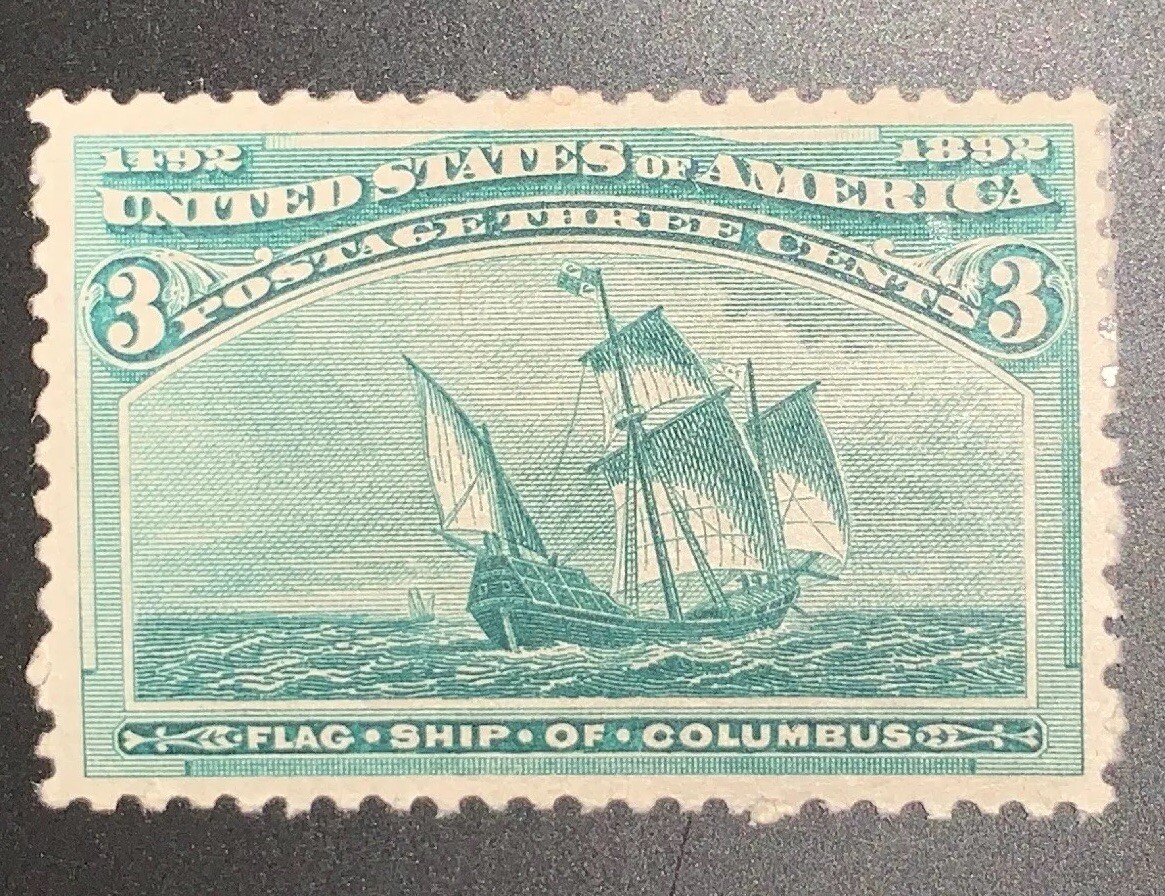 1492 1892
UNITED STATES OF AMERICA
POSTAGE THREE CENTS
3 3
FLAG • SHIP • OF • COLUMBUS